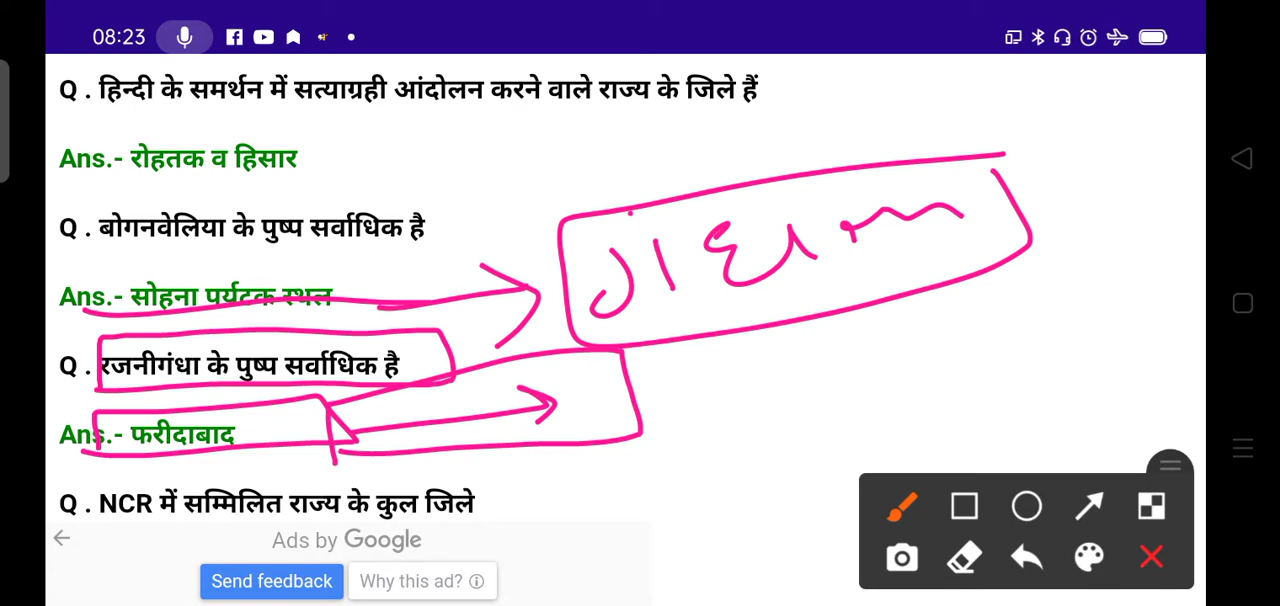 08:23
Q . हिन्दी के समर्थन में सत्याग्रही आंदोलन करने वाले राज्य के जिले हैं
Ans.- रोहतक व हिसार
Q . बोगनवेलिया के पुष्प सर्वाधिक है
Ans.- सोहना पर्यटक स्थल
Q . रजनीगंधा के पुष्प सर्वाधिक है
Ans.- फरीदाबाद
Q . NCR में सम्मिलित राज्य के कुल जिले
Ads by Google
Send feedback
Why this ad?